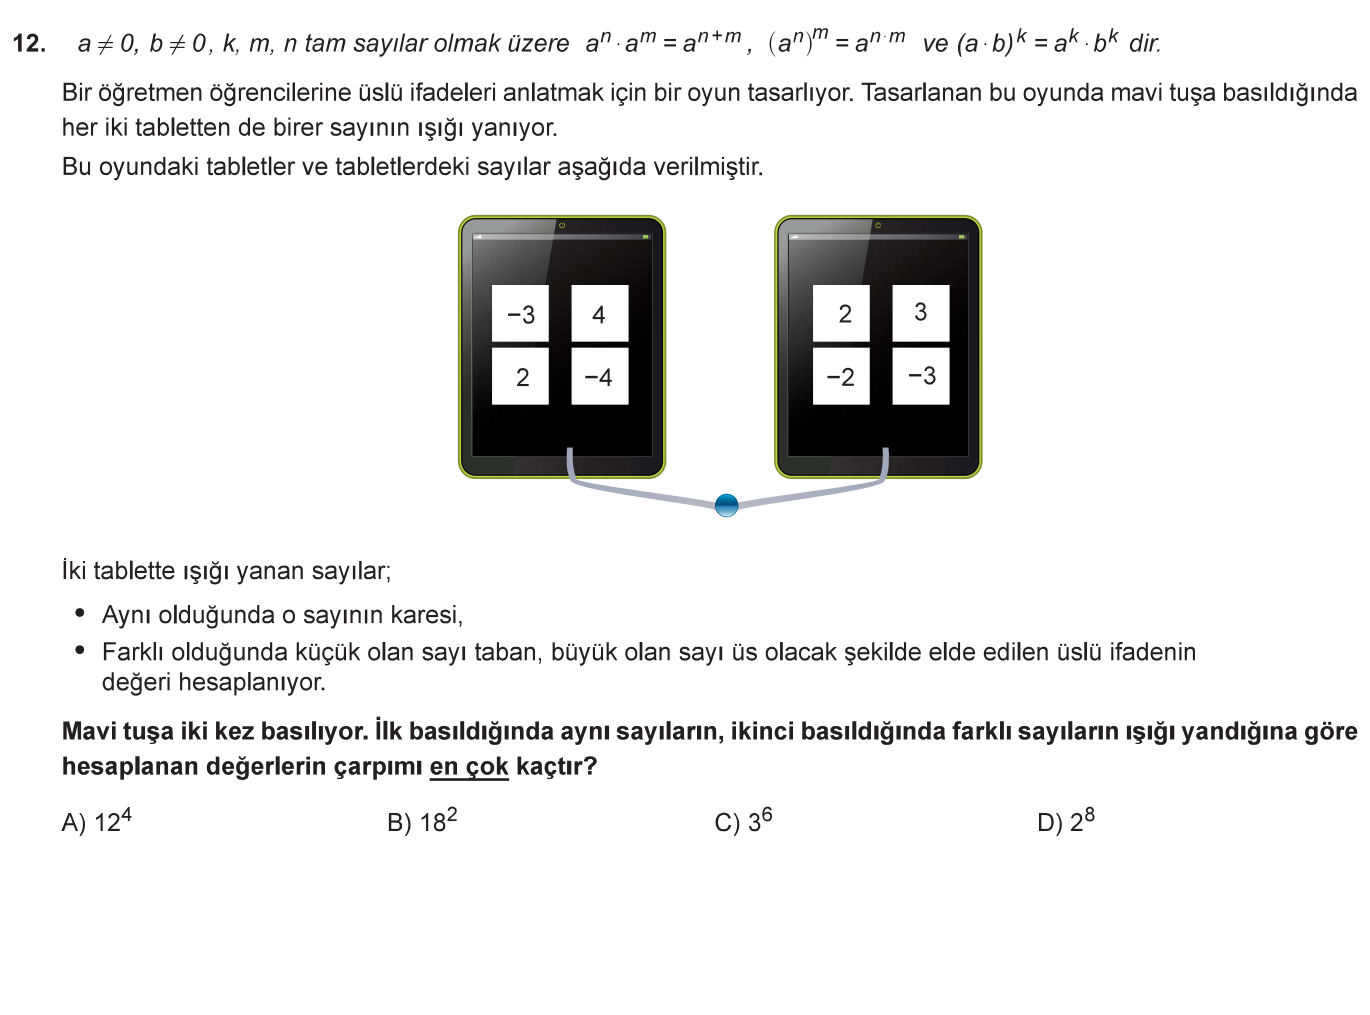 12. a ≠ 0, b ≠ 0, k, m, n tam sayılar olmak üzere aⁿ · aᵐ = aⁿ⁺ᵐ, (aⁿ)ᵐ = aⁿ·ᵐ ve (a · b)ᵏ = aᵏ · bᵏ dir.
Bir öğretmen öğrencilerine üslü ifadeleri anlatmak için bir oyun tasarlıyor. Tasarlanan bu oyunda mavi tuşa basıldığında
her iki tabletten de birer sayının ışığı yanıyor.
Bu oyundaki tabletler ve tabletlerdeki sayılar aşağıda verilmiştir.
−3 4
2 −4
2 3
−2 −3
İki tablette ışığı yanan sayılar;
• Aynı olduğunda o sayının karesi,
• Farklı olduğunda küçük olan sayı taban, büyük olan sayı üs olacak şekilde elde edilen üslü ifadenin
değeri hesaplanıyor.
Mavi tuşa iki kez basılıyor. İlk basıldığında aynı sayıların, ikinci basıldığında farklı sayıların ışığı yandığına göre
hesaplanan değerlerin çarpımı en çok kaçtır?
A) 12⁴ B) 18² C) 3⁶ D) 2⁸